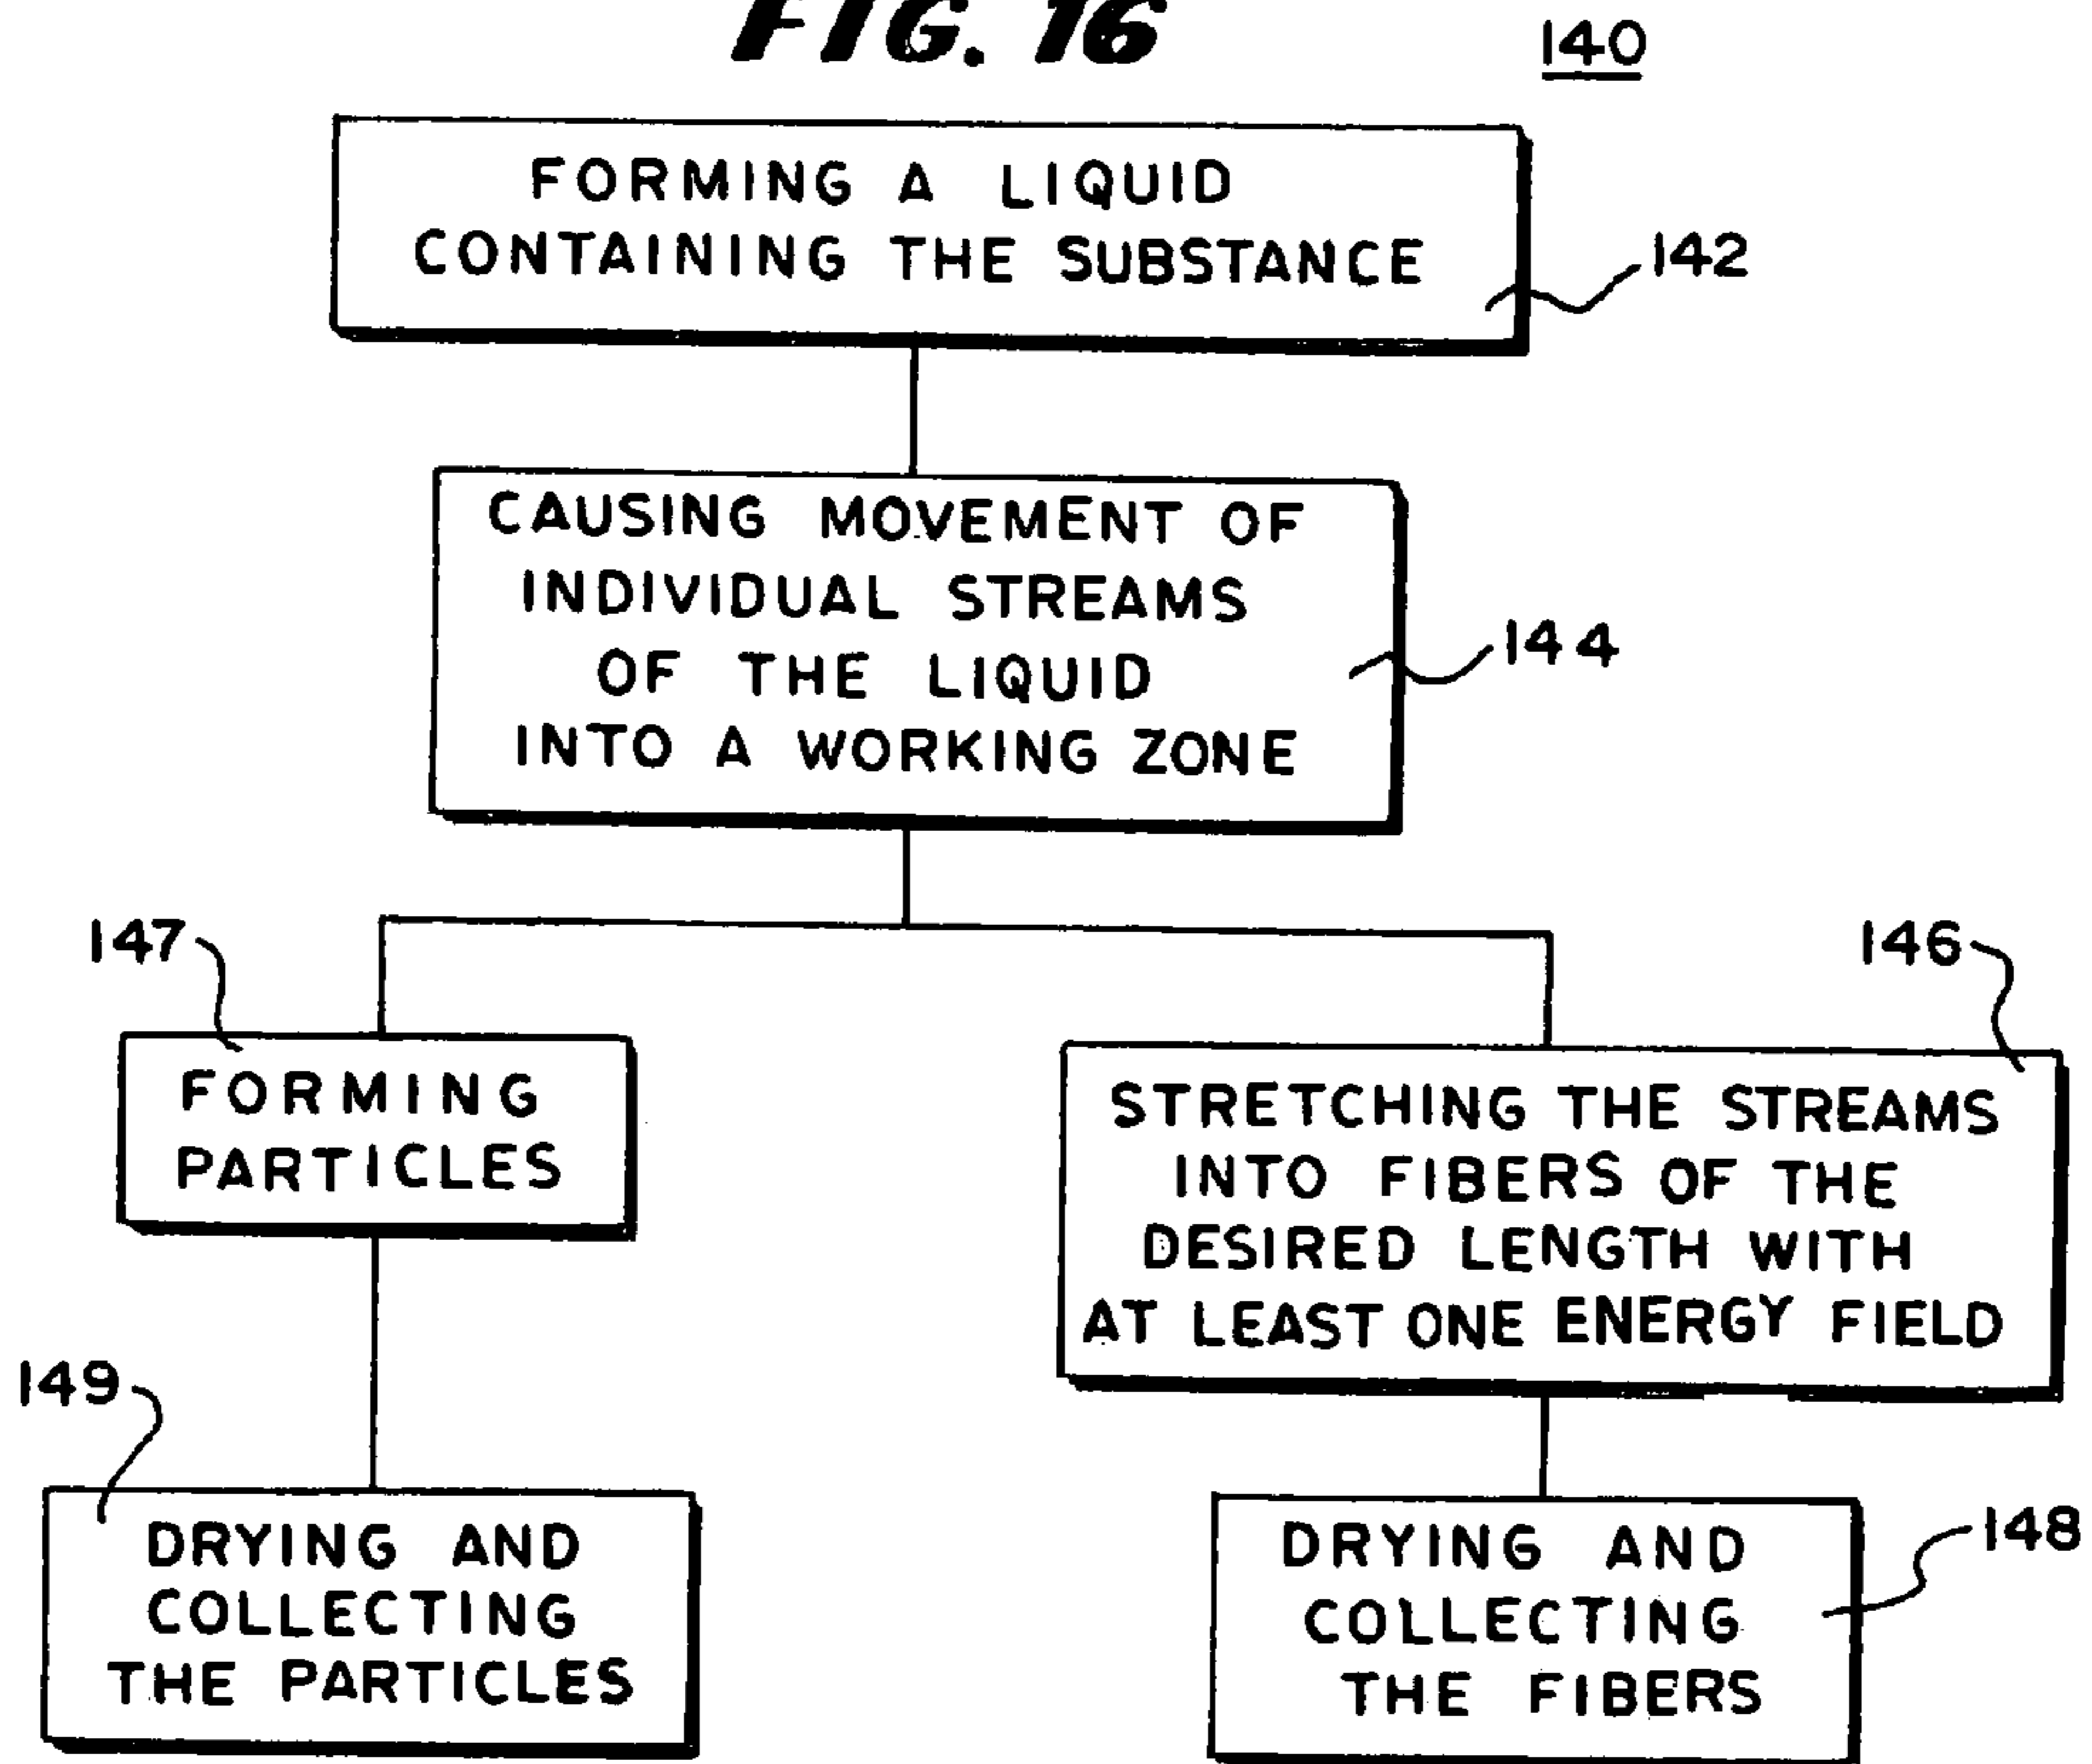 FIG. 16
140
FORMING A LIQUID
CONTAINING THE SUBSTANCE
142
CAUSING MOVEMENT OF
INDIVIDUAL STREAMS
OF THE LIQUID
INTO A WORKING ZONE
144
147
FORMING
PARTICLES
146
STRETCHING THE STREAMS
INTO FIBERS OF THE
DESIRED LENGTH WITH
AT LEAST ONE ENERGY FIELD
149
DRYING AND
COLLECTING
THE PARTICLES
DRYING AND
COLLECTING
THE FIBERS
148